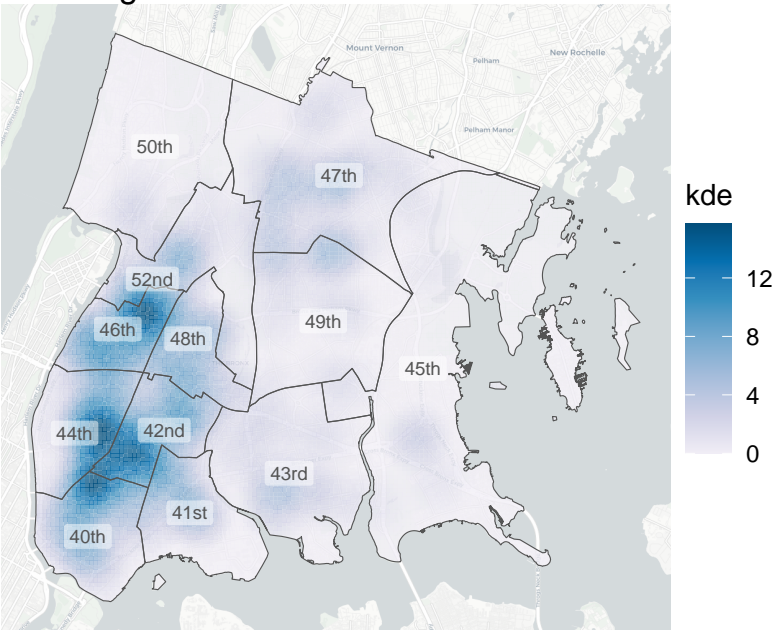 Mount Vernon
New Rochelle
Pelham
Pelham Manor
50th
47th
kde
52nd
12
46th
48th
49th
8
45th
4
44th
42nd
0
43rd
41st
40th